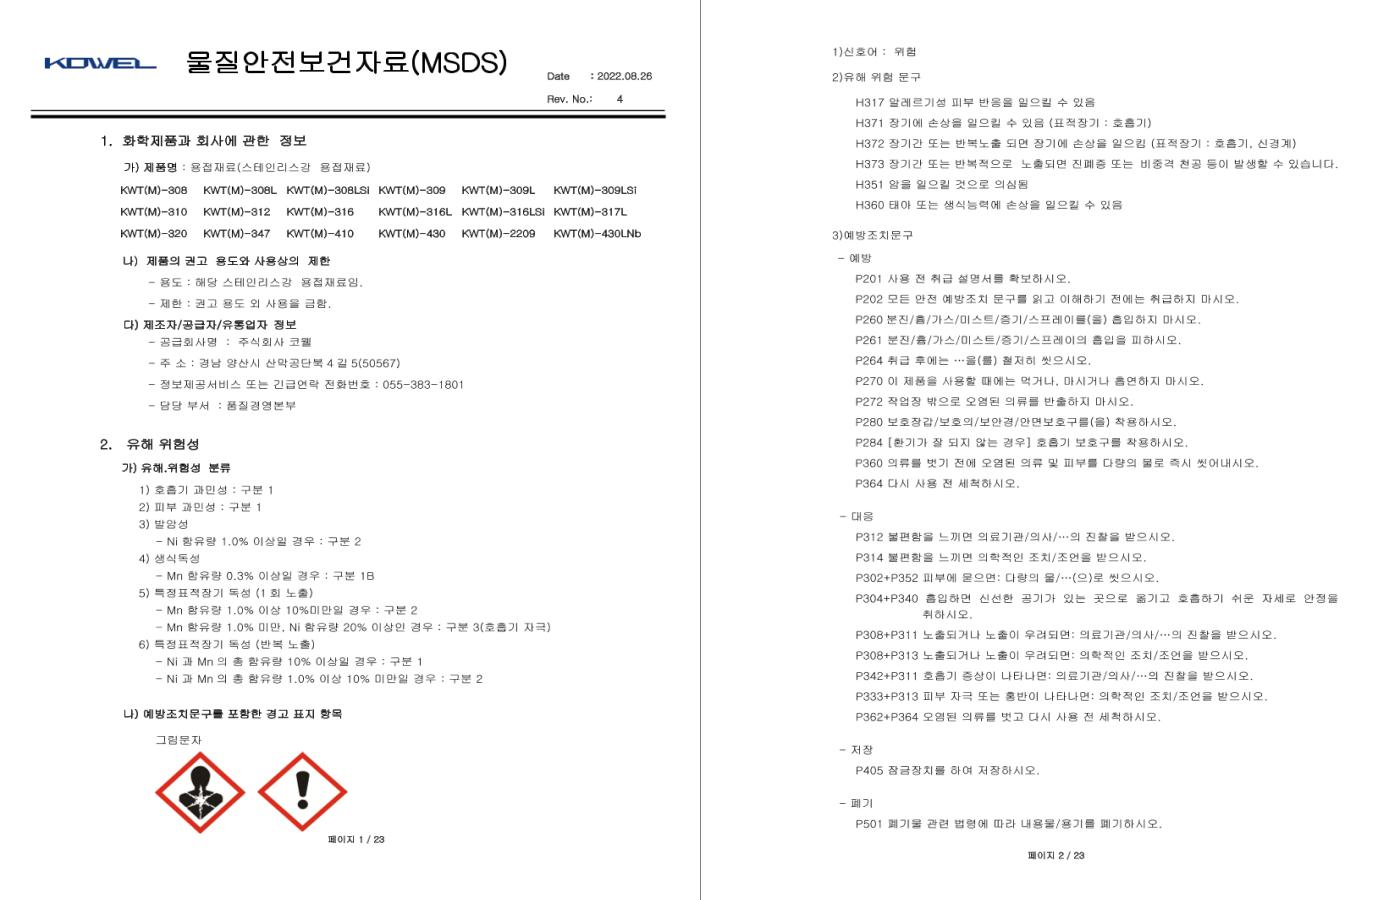 KOWEL
물질안전보건자료(MSDS)
Date : 2022.08.26
Rev. No.: 4
1. 화학제품과 회사에 관한 정보
가) 제품명 : 용접재료(스테인리스강 용접재료)
KWT(M)-308 KWT(M)-308L KWT(M)-308LSi KWT(M)-309 KWT(M)-309L KWT(M)-309LSi
KWT(M)-310 KWT(M)-312 KWT(M)-316 KWT(M)-316L KWT(M)-316LSi KWT(M)-317L
KWT(M)-320 KWT(M)-347 KWT(M)-410 KWT(M)-430 KWT(M)-2209 KWT(M)-430LNb
나) 제품의 권고 용도와 사용상의 제한
- 용도 : 해당 스테인리스강 용접재료임.
- 제한 : 권고 용도 외 사용을 금함.
다) 제조자/공급자/유통업자 정보
- 공급회사명 : 주식회사 코웰
- 주 소 : 경남 양산시 산막공단북 4 길 5(50567)
- 정보제공서비스 또는 긴급연락 전화번호 : 055-383-1801
- 담당 부서 : 품질경영본부
2. 유해 위험성
가) 유해.위험성 분류
1) 호흡기 과민성 : 구분 1
2) 피부 과민성 : 구분 1
3) 발암성
- Ni 함유량 1.0% 이상일 경우 : 구분 2
4) 생식독성
- Mn 함유량 0.3% 이상일 경우 : 구분 1B
5) 특정표적장기 독성 (1 회 노출)
- Mn 함유량 1.0% 이상 10%미만일 경우 : 구분 2
- Mn 함유량 1.0% 미만, Ni 함유량 20% 이상인 경우 : 구분 3(호흡기 자극)
6) 특정표적장기 독성 (반복 노출)
- Ni 과 Mn 의 총 함유량 10% 이상일 경우 : 구분 1
- Ni 과 Mn 의 총 함유량 1.0% 이상 10% 미만일 경우 : 구분 2
나) 예방조치문구를 포함한 경고 표지 항목
그림문자
페이지 1 / 23
1)신호어 : 위험
2)유해 위험 문구
H317 알레르기성 피부 반응을 일으킬 수 있음
H371 장기에 손상을 일으킬 수 있음 (표적장기 : 호흡기)
H372 장기간 또는 반복노출 되면 장기에 손상을 일으킴 (표적장기 : 호흡기, 신경계)
H373 장기간 또는 반복적으로 노출되면 진폐증 또는 비중격 천공 등이 발생할 수 있습니다.
H351 암을 일으킬 것으로 의심됨
H360 태아 또는 생식능력에 손상을 일으킬 수 있음
3)예방조치문구
- 예방
P201 사용 전 취급 설명서를 확보하시오.
P202 모든 안전 예방조치 문구를 읽고 이해하기 전에는 취급하지 마시오.
P260 분진/흄/가스/미스트/증기/스프레이를(을) 흡입하지 마시오.
P261 분진/흄/가스/미스트/증기/스프레이의 흡입을 피하시오.
P264 취급 후에는 …을(를) 철저히 씻으시오.
P270 이 제품을 사용할 때에는 먹거나, 마시거나 흡연하지 마시오.
P272 작업장 밖으로 오염된 의류를 반출하지 마시오.
P280 보호장갑/보호의/보안경/안면보호구를(을) 착용하시오.
P284 [환기가 잘 되지 않는 경우] 호흡기 보호구를 착용하시오.
P360 의류를 벗기 전에 오염된 의류 및 피부를 다량의 물로 즉시 씻어내시오.
P364 다시 사용 전 세척하시오.
- 대응
P312 불편함을 느끼면 의료기관/의사/…의 진찰을 받으시오.
P314 불편함을 느끼면 의학적인 조치/조언을 받으시오.
P302+P352 피부에 묻으면: 다량의 물/…(으)로 씻으시오.
P304+P340 흡입하면 신선한 공기가 있는 곳으로 옮기고 호흡하기 쉬운 자세로 안정을
취하시오.
P308+P311 노출되거나 노출이 우려되면: 의료기관/의사/…의 진찰을 받으시오.
P308+P313 노출되거나 노출이 우려되면: 의학적인 조치/조언을 받으시오.
P342+P311 호흡기 증상이 나타나면: 의료기관/의사/…의 진찰을 받으시오.
P333+P313 피부 자극 또는 홍반이 나타나면: 의학적인 조치/조언을 받으시오.
P362+P364 오염된 의류를 벗고 다시 사용 전 세척하시오.
- 저장
P405 잠금장치를 하여 저장하시오.
- 폐기
P501 폐기물 관련 법령에 따라 내용물/용기를 폐기하시오.
페이지 2 / 23